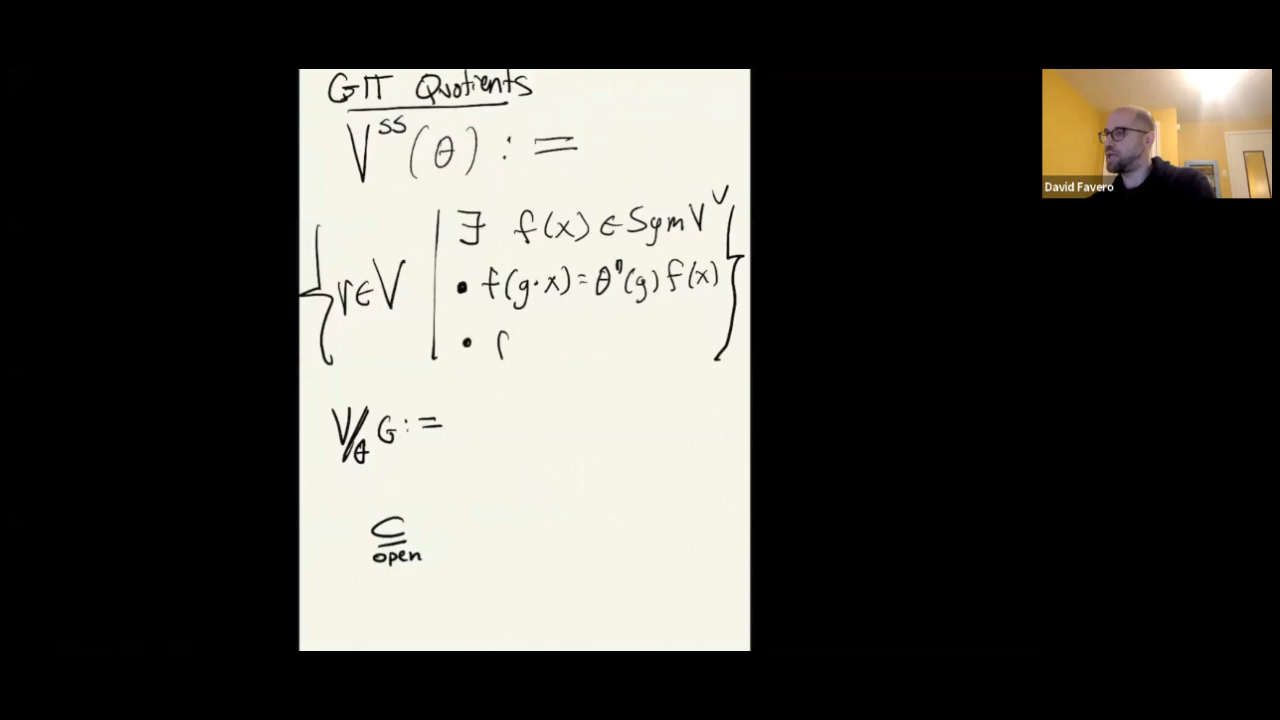 GIT Quotients
V^{ss}(θ) :=
{ v ∈ V | ∃ f(x) ∈ Sym V^∨ }
• f(g·x) = θ^n(g) f(x)
• f
V//_θ G :=
⊆
open
David Favero